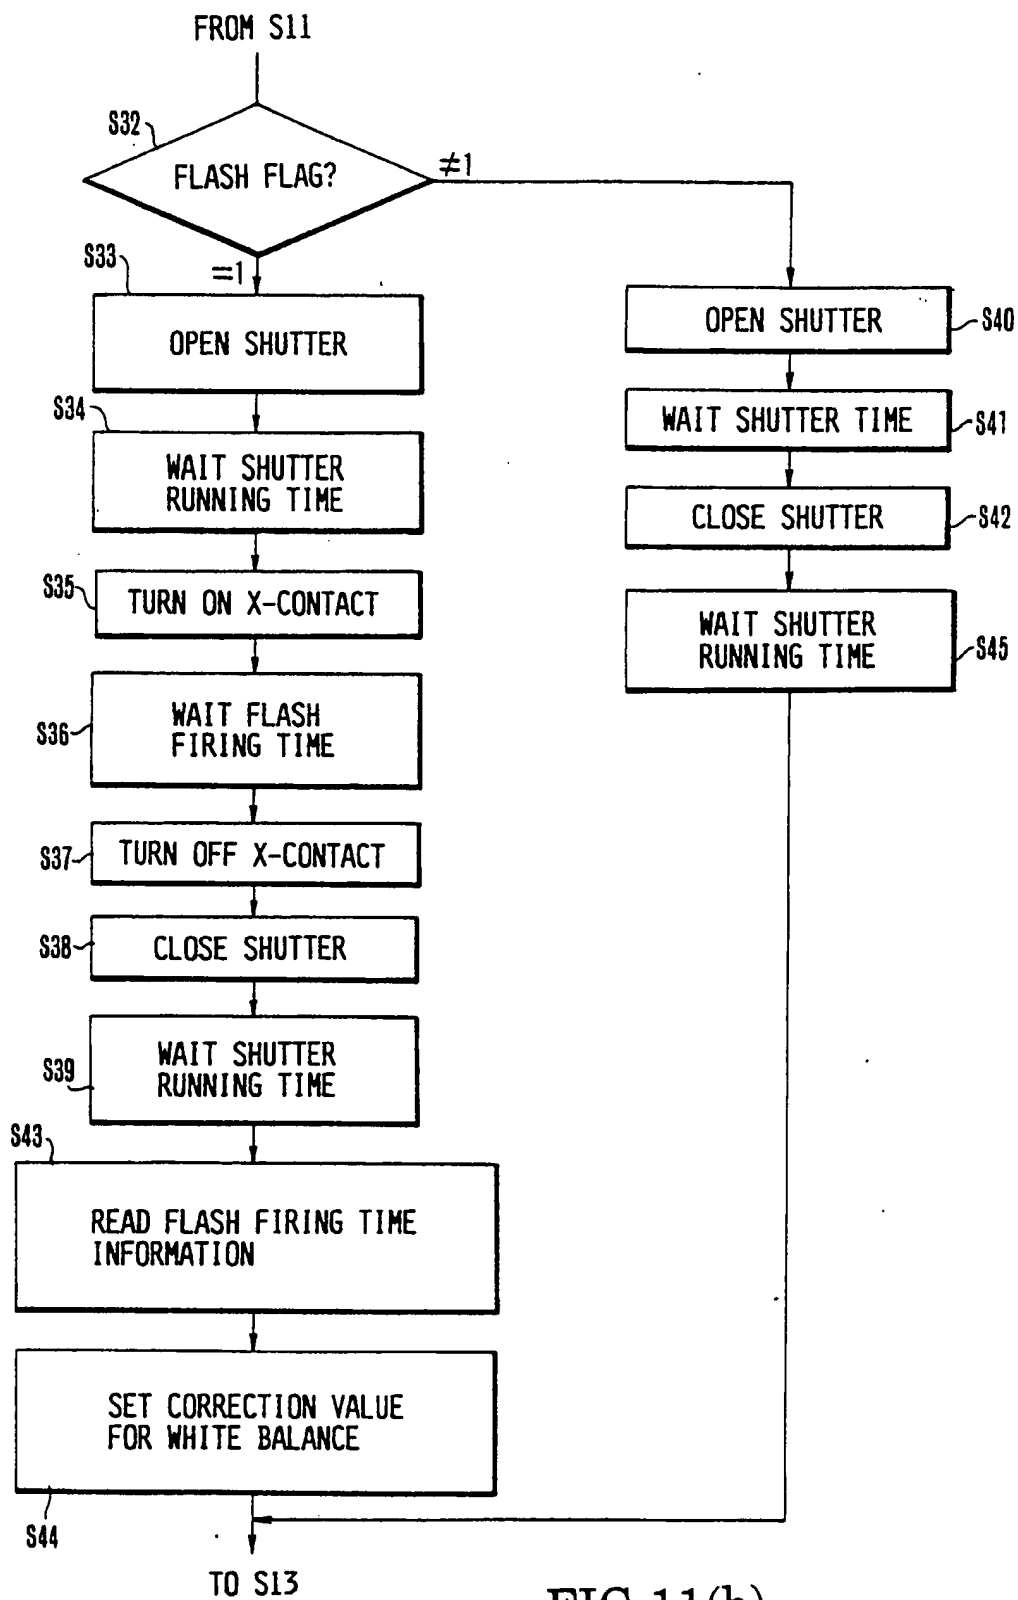 FROM S11
S32
FLASH FLAG?
≠1
=1
S33
OPEN SHUTTER
S34
WAIT SHUTTER
RUNNING TIME
S35
TURN ON X-CONTACT
S36
WAIT FLASH
FIRING TIME
S37
TURN OFF X-CONTACT
S38
CLOSE SHUTTER
S39
WAIT SHUTTER
RUNNING TIME
S43
READ FLASH FIRING TIME
INFORMATION
SET CORRECTION VALUE
FOR WHITE BALANCE
S44
OPEN SHUTTER
S40
WAIT SHUTTER TIME
S41
CLOSE SHUTTER
S42
WAIT SHUTTER
RUNNING TIME
S45
TO S13
FIG.11(b)